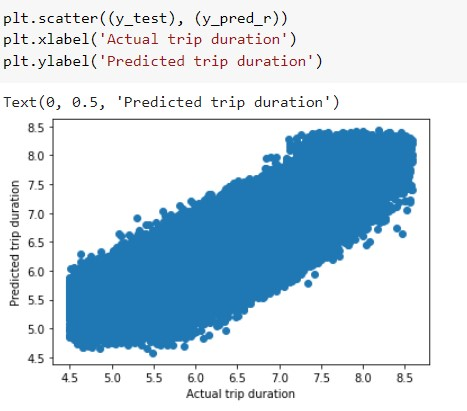 plt.scatter((y_test), (y_pred_r))
plt.xlabel('Actual trip duration')
plt.ylabel('Predicted trip duration')
Text(0, 0.5, 'Predicted trip duration')
8.5
8.0
7.5
7.0
6.5
6.0
5.5
5.0
4.5
Predicted trip duration
4.5 5.0 5.5 6.0 6.5 7.0 7.5 8.0 8.5
Actual trip duration